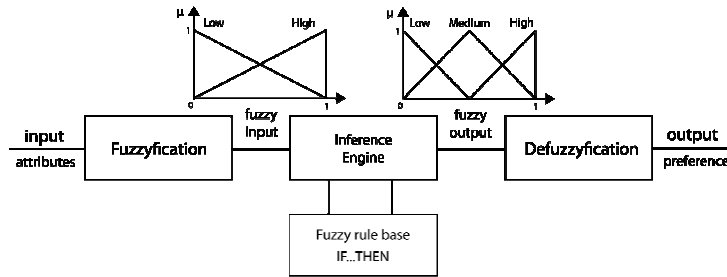 μ
Low
High
1
0
1
μ
Low
Medium
High
1
0
1
input
attributes
Fuzzyfication
fuzzy
Input
Inference
Engine
fuzzy
output
Defuzzyfication
output
preference
Fuzzy rule base
IF...THEN